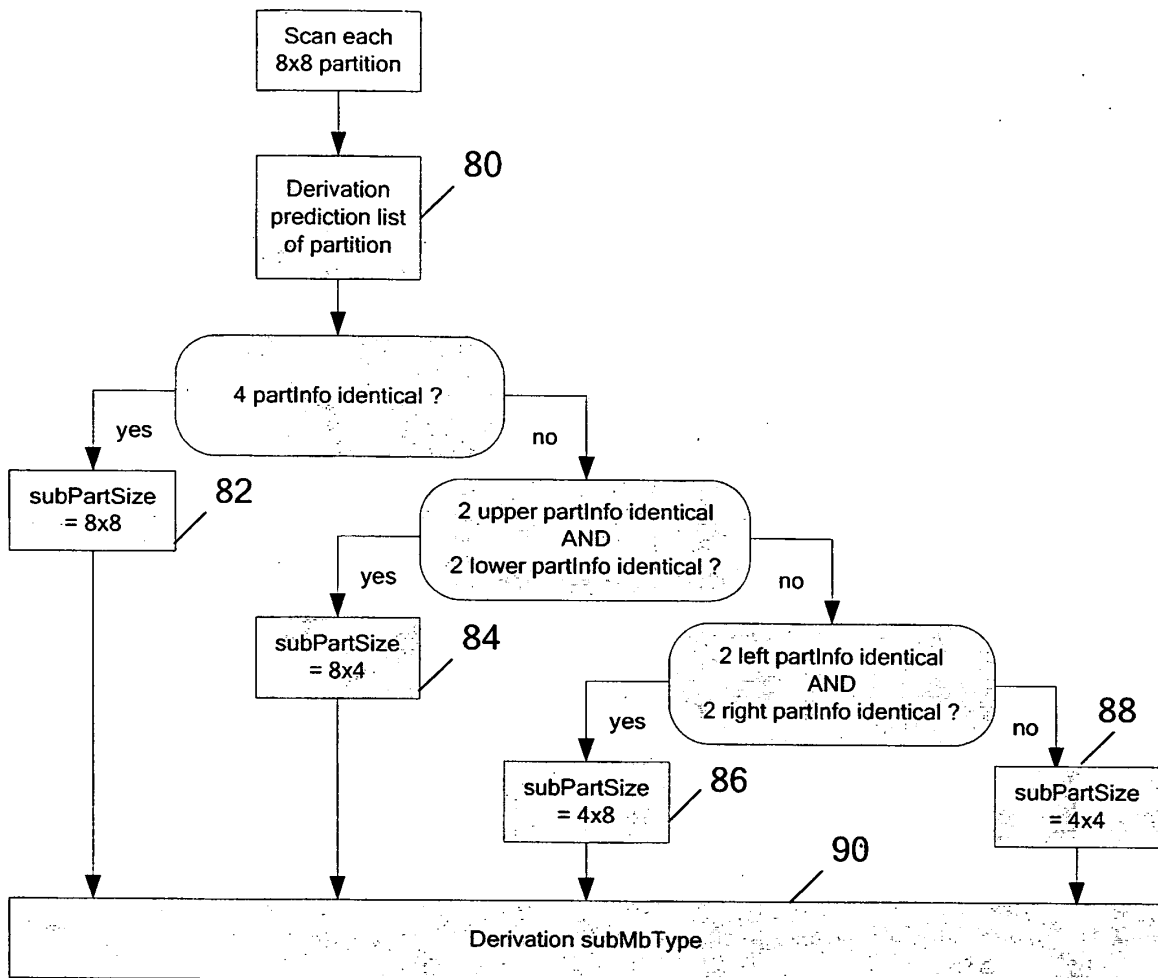 Scan each
8x8 partition
80
Derivation
prediction list
of partition
4 partInfo identical ?
yes
no
subPartSize
= 8x8
82
2 upper partInfo identical
AND
2 lower partInfo identical ?
yes
no
subPartSize
= 8x4
84
2 left partInfo identical
AND
2 right partInfo identical ?
yes
no
88
subPartSize
= 4x8
86
subPartSize
= 4x4
90
Derivation subMbType